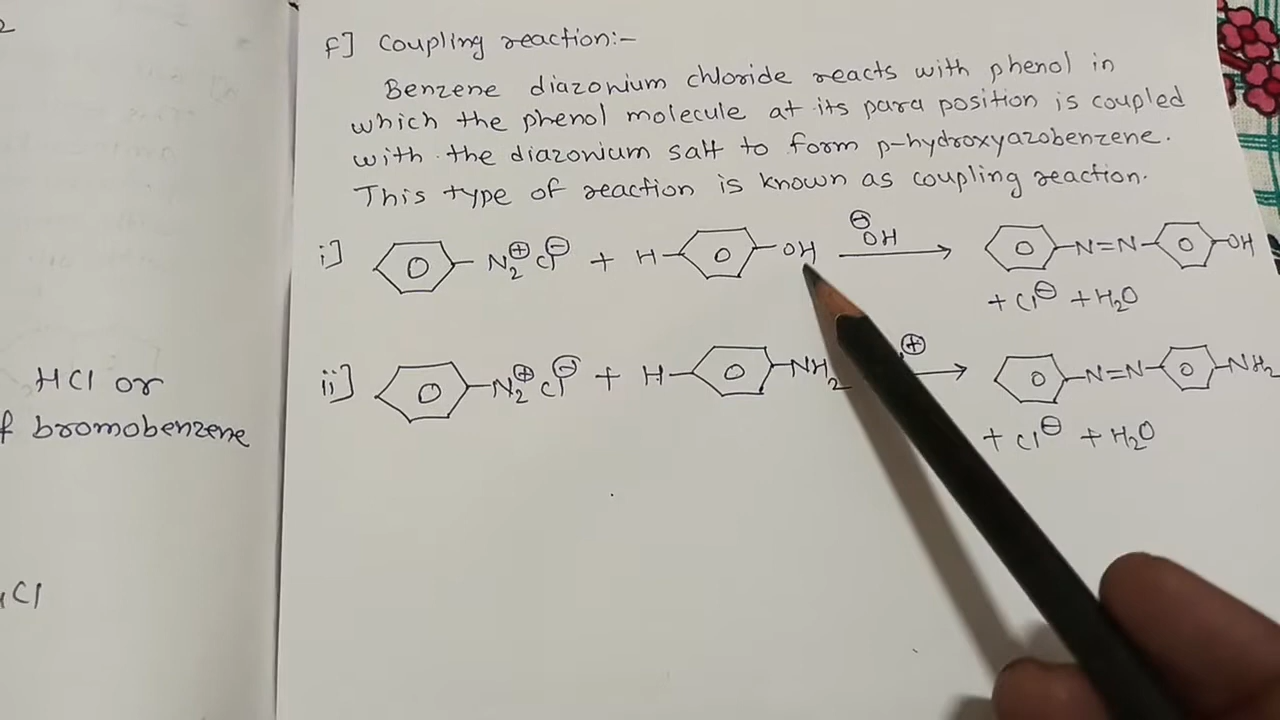 2
HCl or
f bromobenzene
Cl
F] Coupling reaction:-
Benzene diazonium chloride reacts with phenol in
which the phenol molecule at its para position is coupled
with the diazonium salt to form p-hydroxyazobenzene.
This type of reaction is known as coupling reaction.
i] N₂⊕ Cl⊖ + H- -OH ⊖OH → -N=N- -OH
+ Cl⊖ + H₂O
ii] -N₂⊕ Cl⊖ + H- -NH₂ ⊕ → -N=N- -NH₂
+ Cl⊖ + H₂O